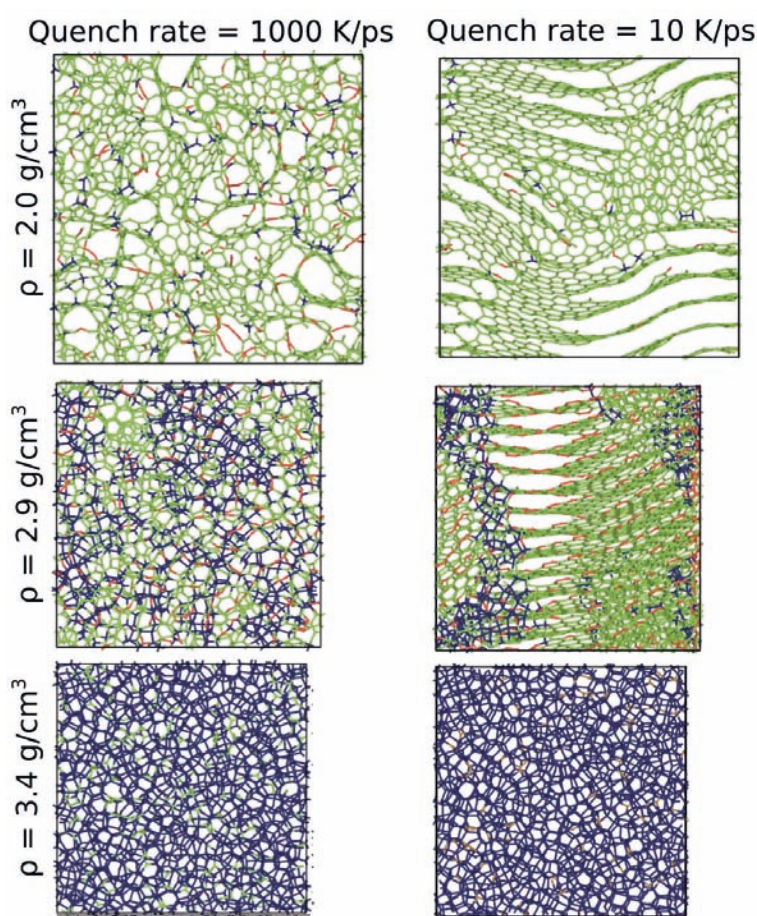 Quench rate = 1000 K/ps
Quench rate = 10 K/ps
ρ = 2.0 g/cm³
ρ = 2.9 g/cm³
ρ = 3.4 g/cm³